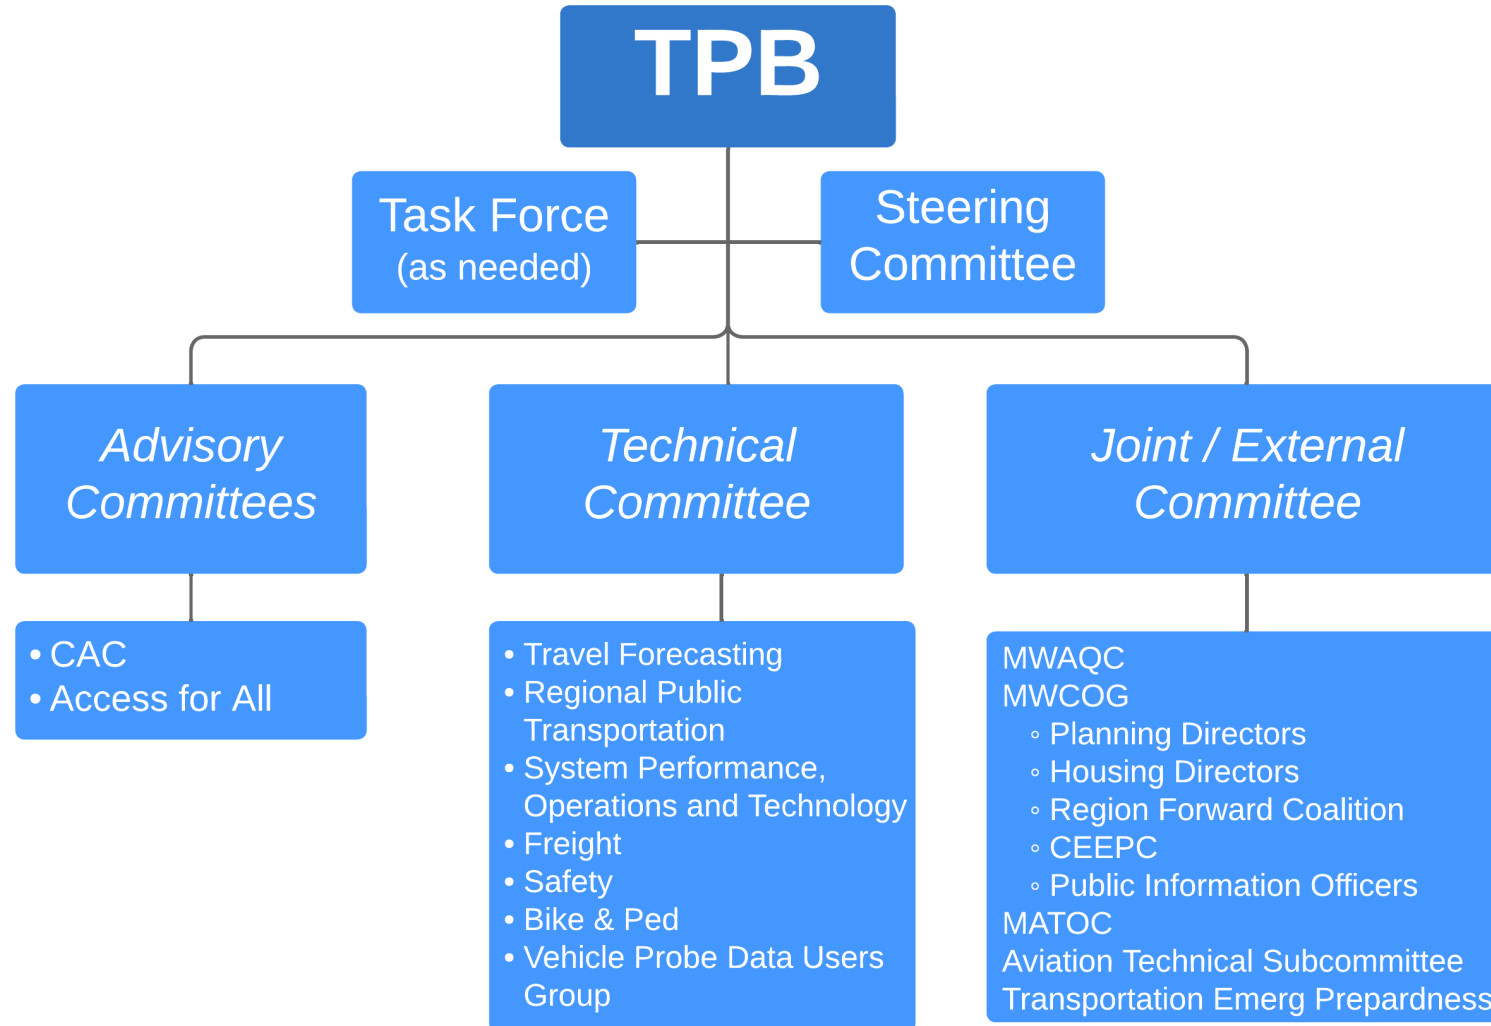 TPB
Task Force
(as needed)
Steering
Committee
Advisory
Committees
Technical
Committee
Joint / External
Committee
• CAC
• Access for All
• Travel Forecasting
• Regional Public
Transportation
• System Performance,
Operations and Technology
• Freight
• Safety
• Bike & Ped
• Vehicle Probe Data Users
Group
MWAQC
MWCOG
◦ Planning Directors
◦ Housing Directors
◦ Region Forward Coalition
◦ CEEPC
◦ Public Information Officers
MATOC
Aviation Technical Subcommittee
Transportation Emerg Prepardness